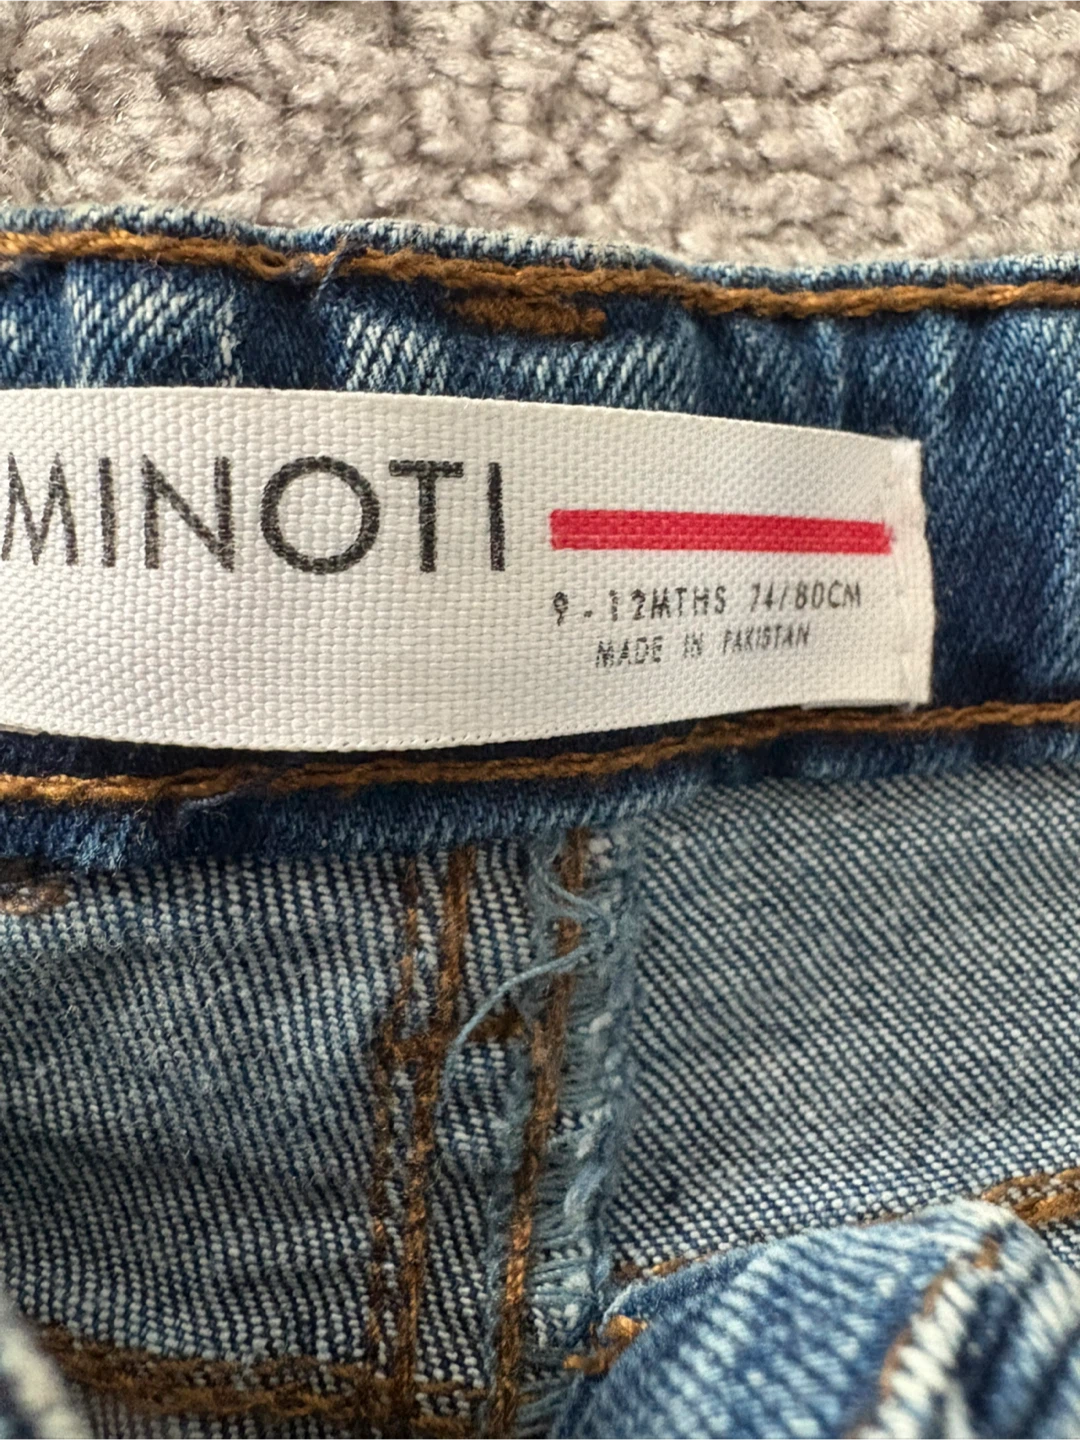 MINOTI
9 - 12MTHS 74/80CM
MADE IN PAKISTAN